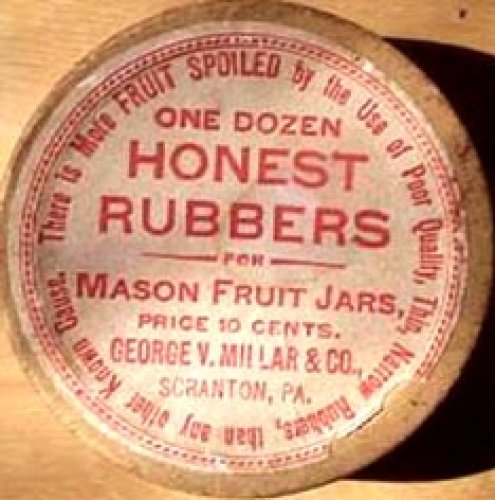 There is More FRUIT SPOILED by the Use of Poor Quality, Thin, Narrow Rubbers, than any other Known Cause.
ONE DOZEN
HONEST
RUBBERS
FOR
MASON FRUIT JARS,
PRICE 10 CENTS.
GEORGE V. MILLAR & CO.,
SCRANTON, PA.